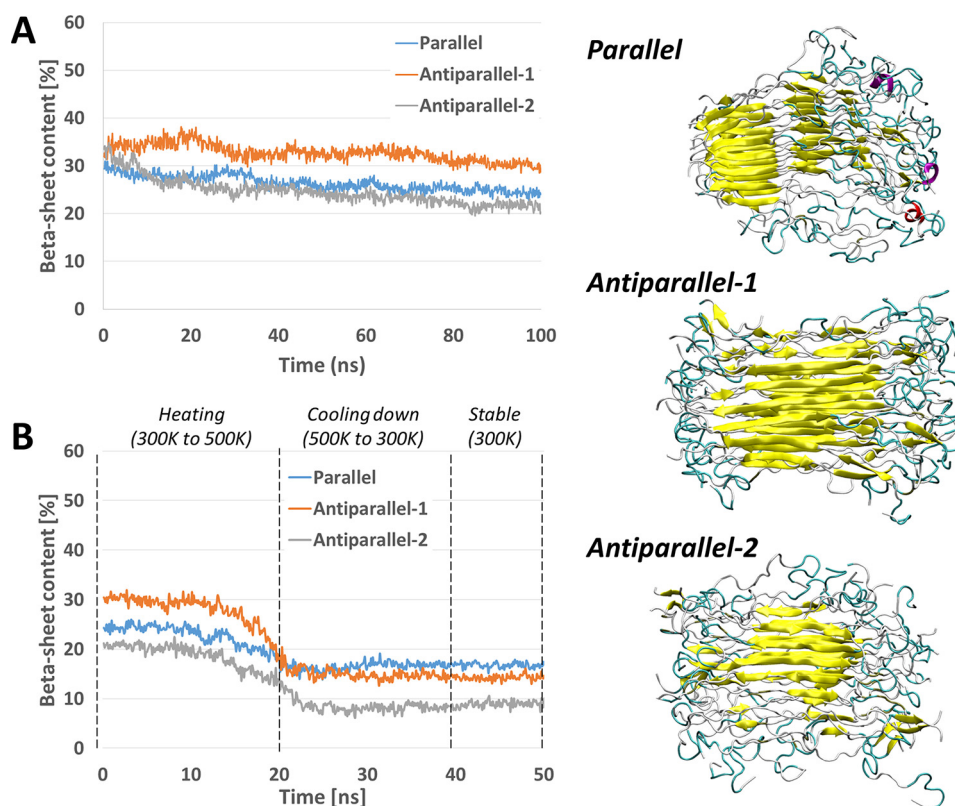 A
Beta-sheet content [%]
60
50
40
30
20
10
0
Parallel
Antiparallel-1
Antiparallel-2
0
20
40
60
80
100
Time (ns)
B
Heating
(300K to 500K)
Cooling down
(500K to 300K)
Stable
(300K)
Beta-sheet content [%]
60
50
40
30
20
10
0
Parallel
Antiparallel-1
Antiparallel-2
0
10
20
30
40
50
Time [ns]
Parallel
Antiparallel-1
Antiparallel-2